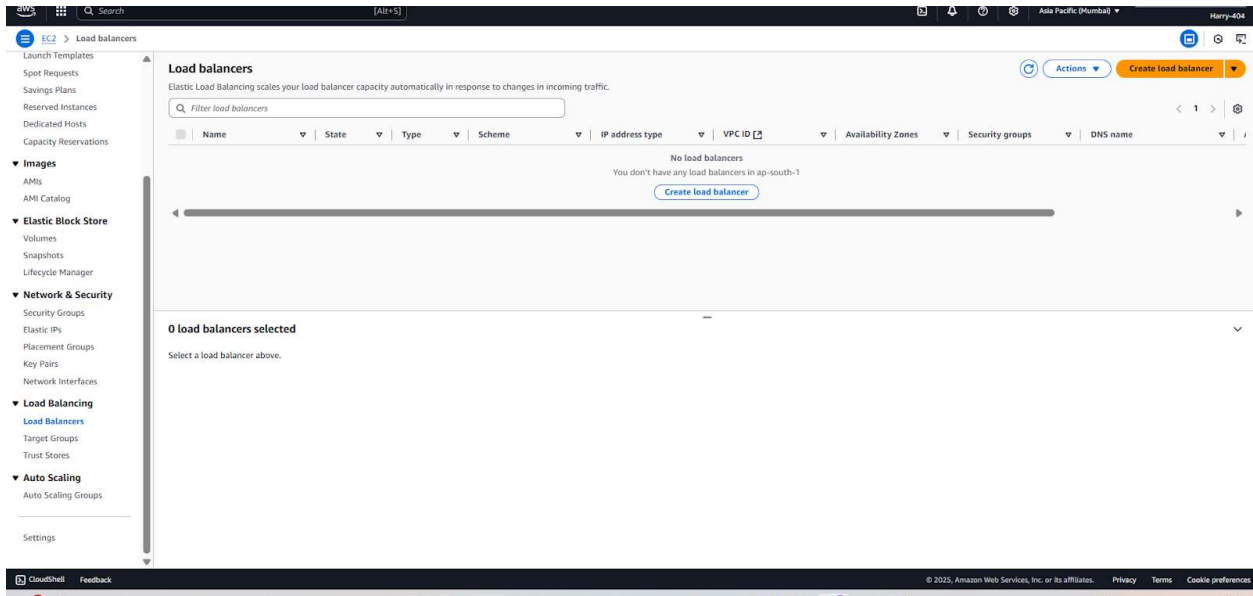 aws Search [Alt+S] Asia Pacific (Mumbai) Harry-404
EC2 > Load balancers
Launch Templates
Spot Requests
Savings Plans
Reserved Instances
Dedicated Hosts
Capacity Reservations
Images
AMIs
AMI Catalog
Elastic Block Store
Volumes
Snapshots
Lifecycle Manager
Network & Security
Security Groups
Elastic IPs
Placement Groups
Key Pairs
Network Interfaces
Load Balancing
Load Balancers
Target Groups
Trust Stores
Auto Scaling
Auto Scaling Groups
Settings
Load balancers
Actions Create load balancer
Elastic Load Balancing scales your load balancer capacity automatically in response to changes in incoming traffic.
Filter load balancers
< 1 >
Name State Type Scheme IP address type VPC ID Availability Zones Security groups DNS name
No load balancers
You don't have any load balancers in ap-south-1
Create load balancer
0 load balancers selected
Select a load balancer above.
CloudShell Feedback © 2025, Amazon Web Services, Inc. or its affiliates. Privacy Terms Cookie preferences